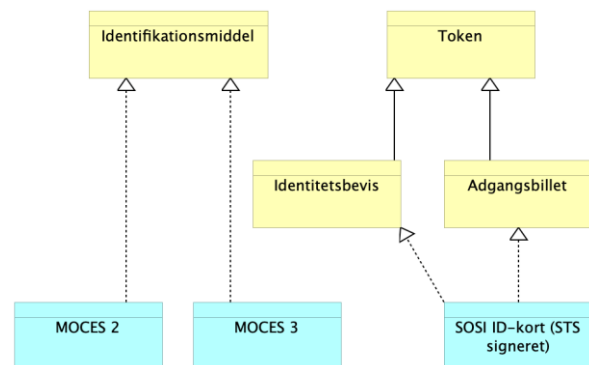 Identifikationsmiddel
Token
Identitetsbevis
Adgangsbillet
MOCES 2
MOCES 3
SOSI ID-kort (STS
signeret)